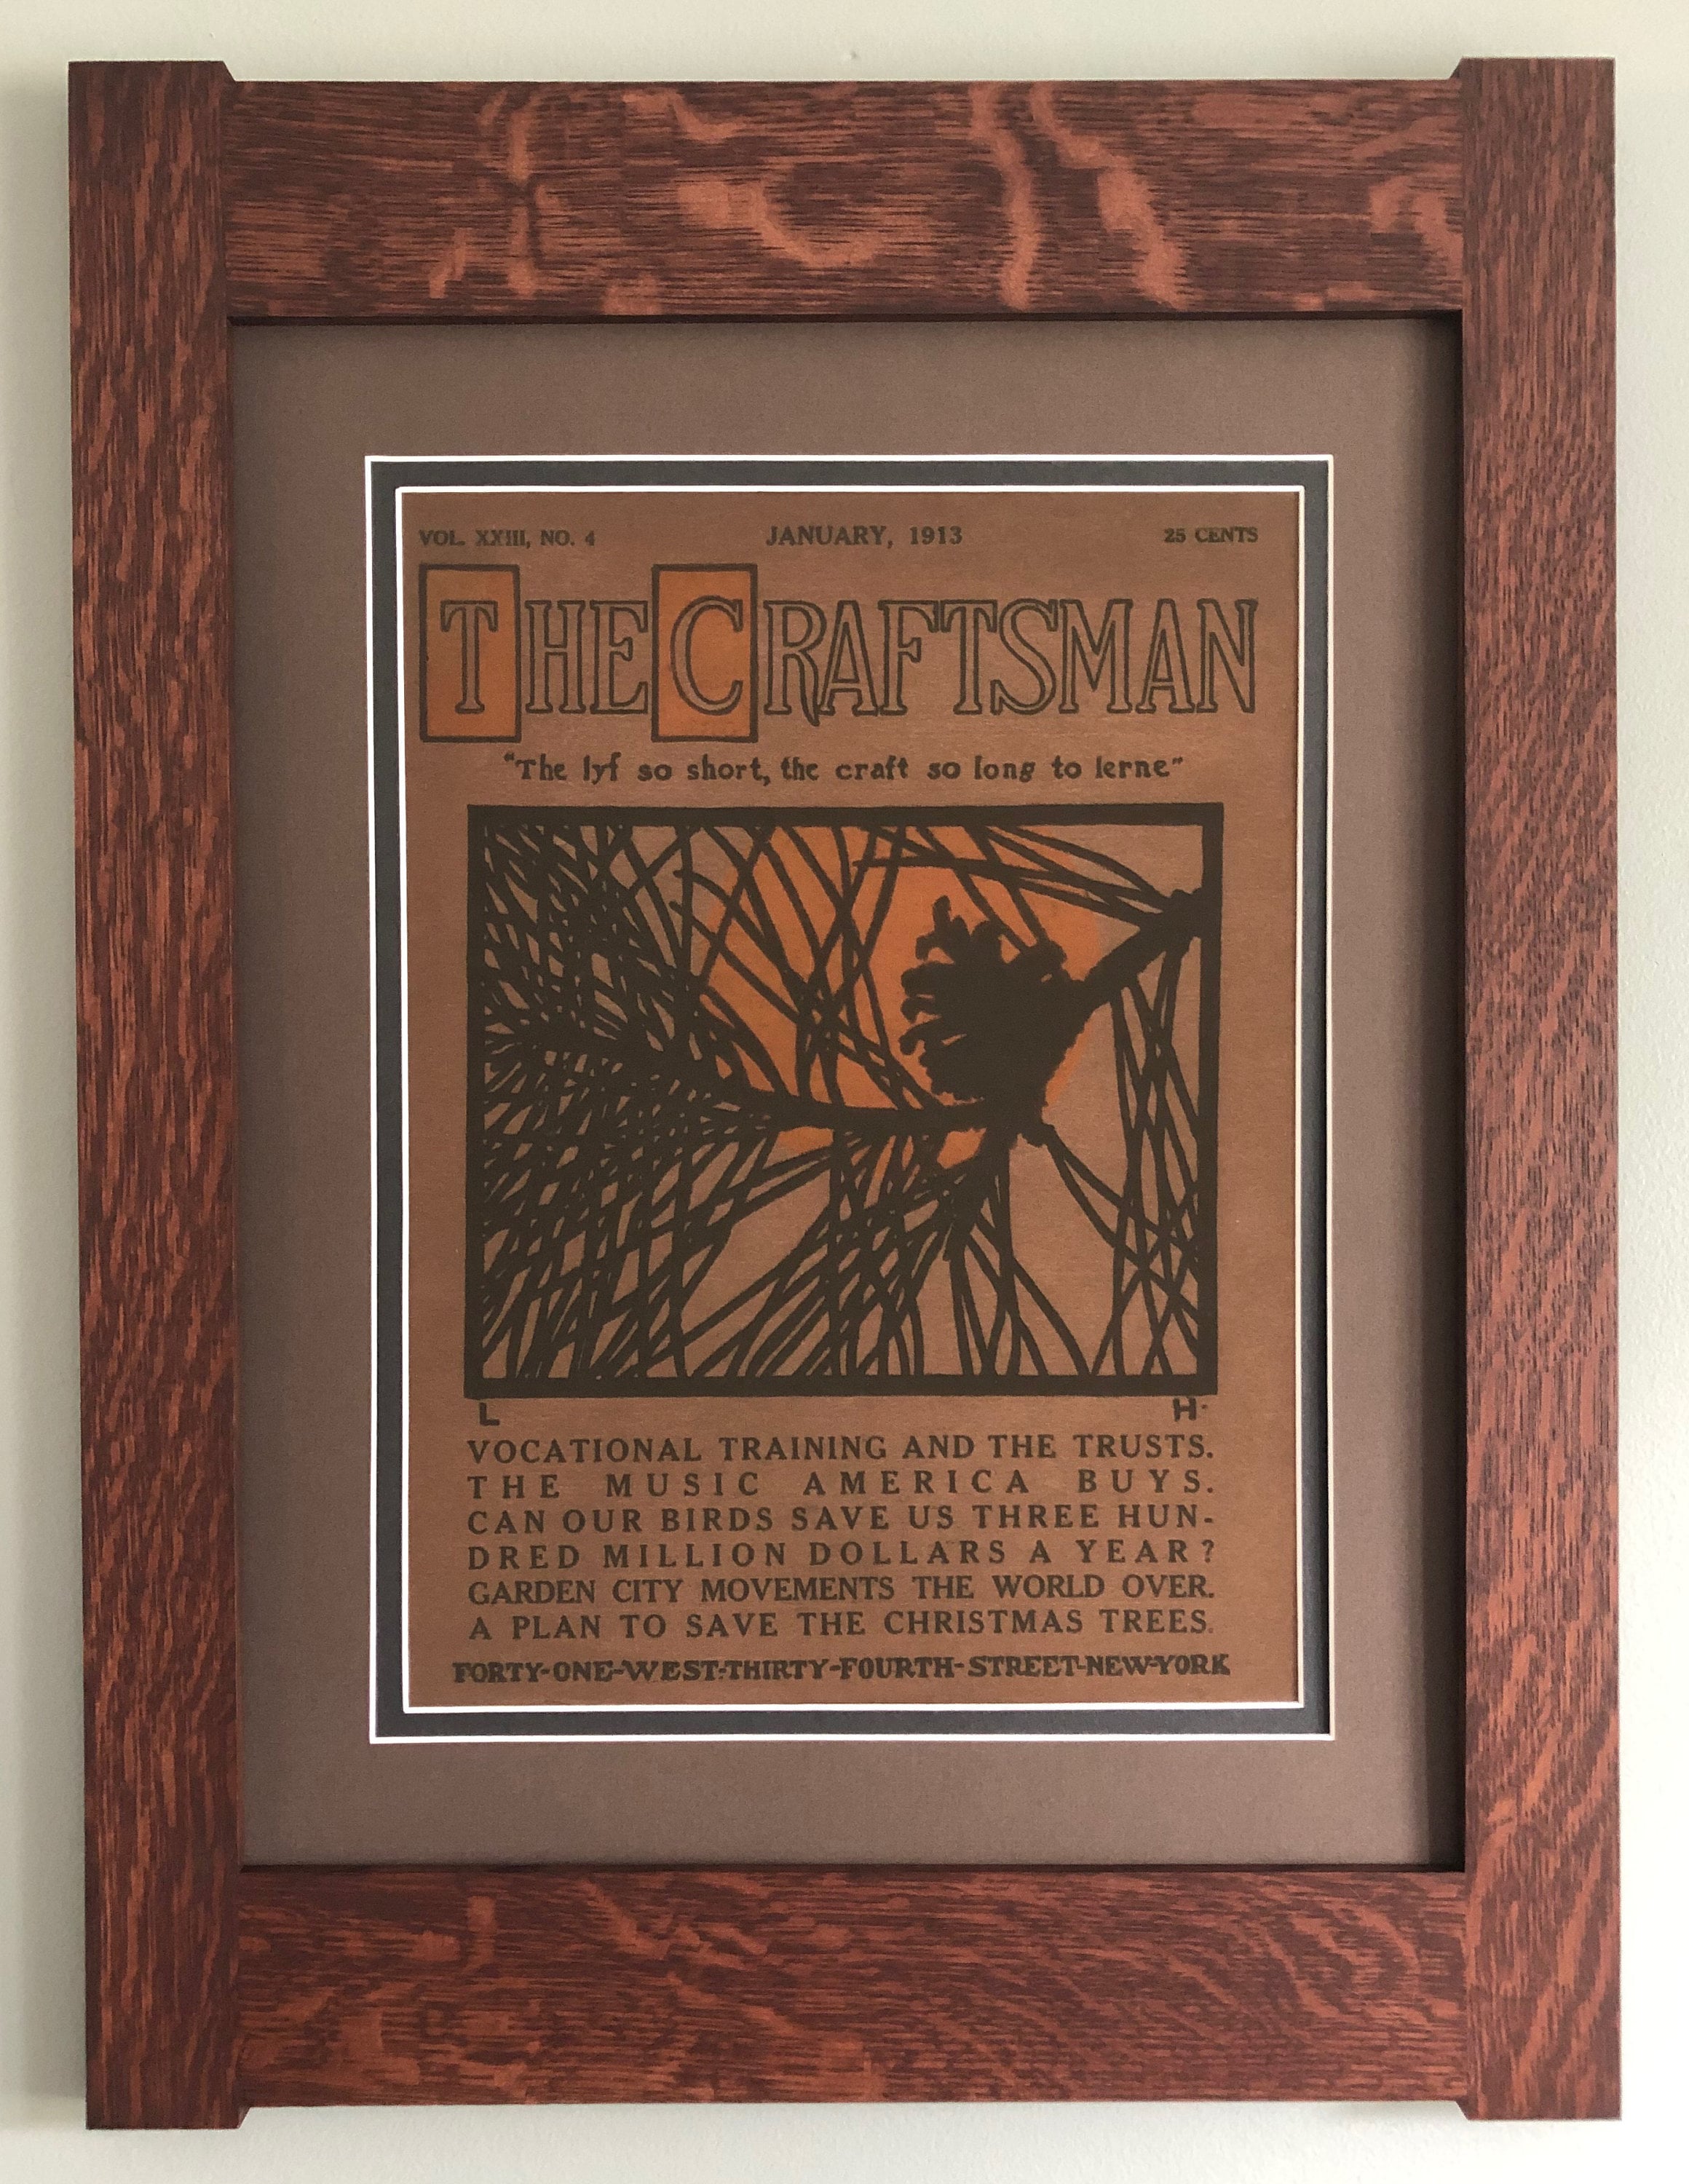 VOL. XXIII, NO. 4 JANUARY, 1913 25 CENTS
THE CRAFTSMAN
"The lyf so short, the craft so long to lerne"
L H·
VOCATIONAL TRAINING AND THE TRUSTS.
THE MUSIC AMERICA BUYS.
CAN OUR BIRDS SAVE US THREE HUN-
DRED MILLION DOLLARS A YEAR?
GARDEN CITY MOVEMENTS THE WORLD OVER.
A PLAN TO SAVE THE CHRISTMAS TREES.
FORTY-ONE-WEST-THIRTY-FOURTH-STREET-NEW-YORK